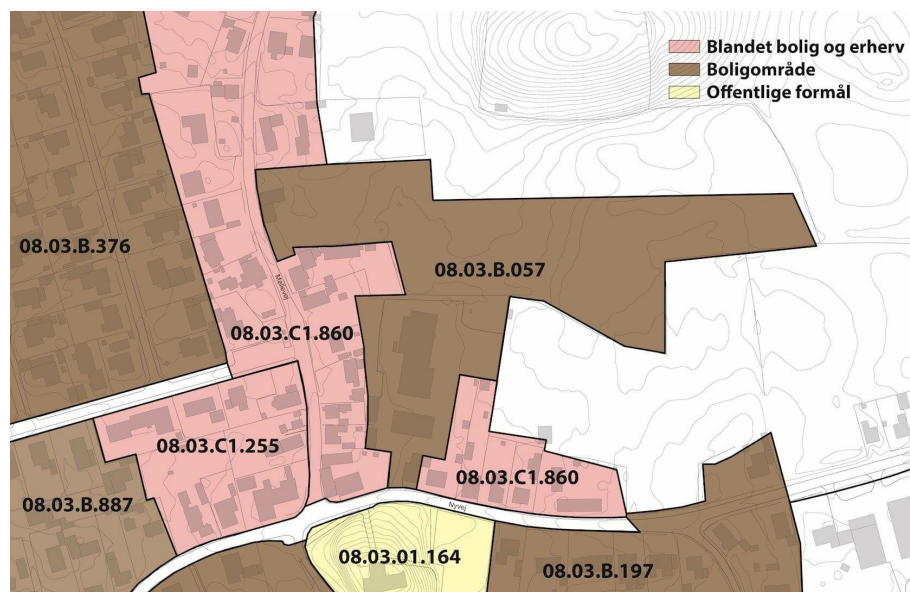 Blandet bolig og erherv
Boligområde
Offentlige formål
08.03.B.376
08.03.B.057
Møllevej
08.03.C1.860
08.03.C1.255
08.03.C1.860
08.03.B.887
Nyvej
08.03.01.164
08.03.B.197